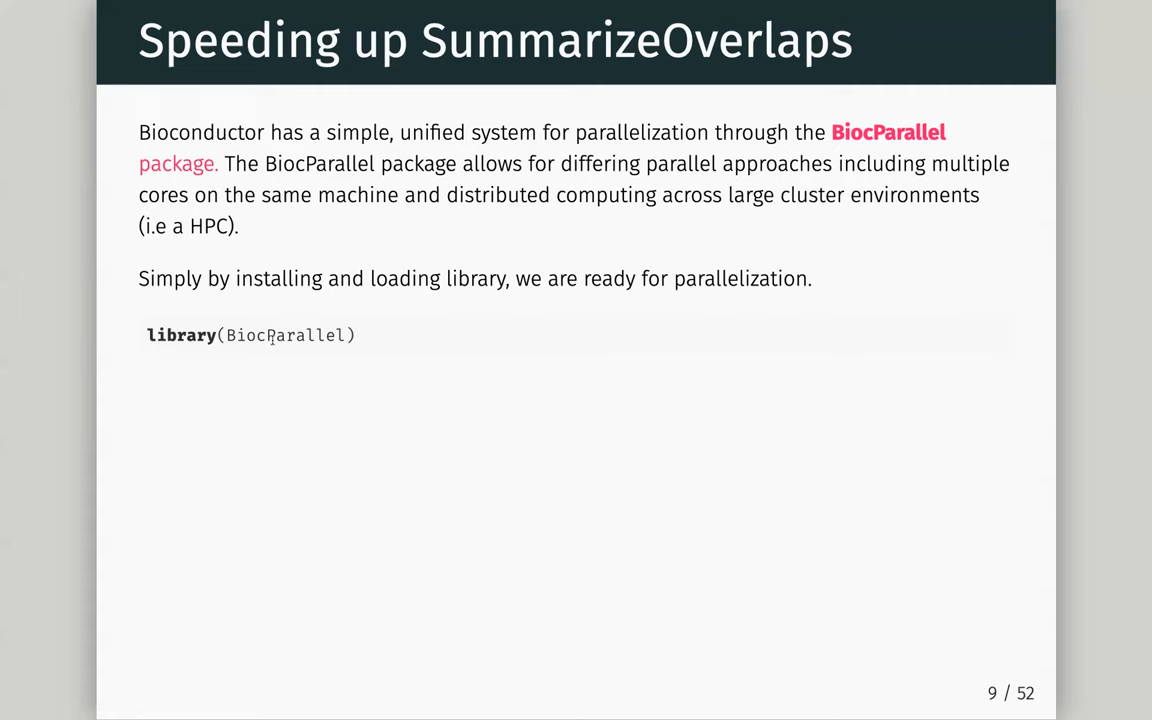 Speeding up SummarizeOverlaps
Bioconductor has a simple, unified system for parallelization through the BiocParallel
package. The BiocParallel package allows for differing parallel approaches including multiple
cores on the same machine and distributed computing across large cluster environments
(i.e a HPC).
Simply by installing and loading library, we are ready for parallelization.
library(BiocParallel)
9 / 52